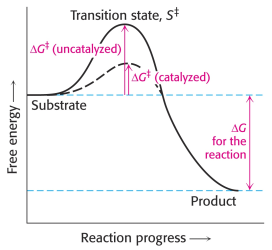 Transition state, S‡
ΔG‡ (uncatalyzed)
ΔG‡ (catalyzed)
Substrate
ΔG
for the
reaction
Product
Free energy →
Reaction progress →